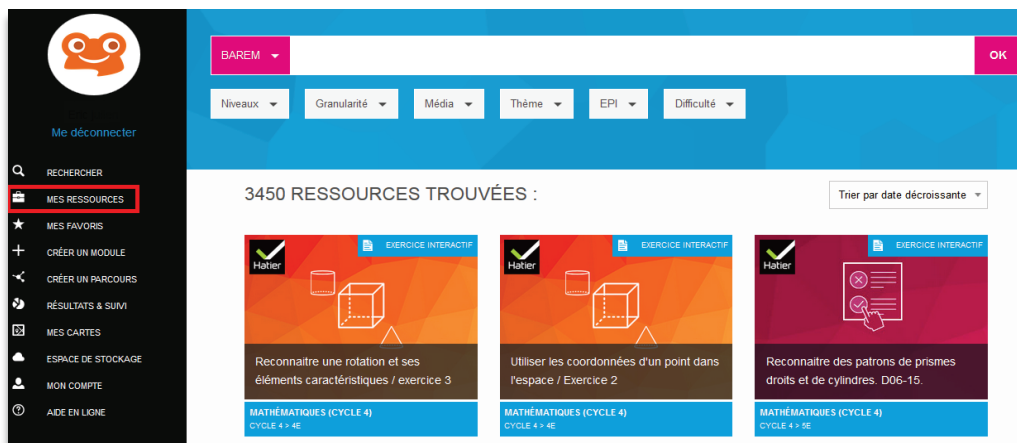 Me déconnecter
RECHERCHER
MES RESSOURCES
MES FAVORIS
CRÉER UN MODULE
CRÉER UN PARCOURS
RÉSULTATS & SUIVI
MES CARTES
ESPACE DE STOCKAGE
MON COMPTE
AIDE EN LIGNE
BAREM
OK
Niveaux
Granularité
Média
Thème
EPI
Difficulté
3450 RESSOURCES TROUVÉES :
Trier par date décroissante
Hatier
EXERCICE INTERACTIF
Reconnaitre une rotation et ses
éléments caractéristiques / exercice 3
MATHÉMATIQUES (CYCLE 4)
CYCLE 4 > 4E
Hatier
EXERCICE INTERACTIF
Utiliser les coordonnées d'un point dans
l'espace / Exercice 2
MATHÉMATIQUES (CYCLE 4)
CYCLE 4 > 4E
Hatier
EXERCICE INTERACTIF
Reconnaitre des patrons de prismes
droits et de cylindres. D06-15.
MATHÉMATIQUES (CYCLE 4)
CYCLE 4 > 5E